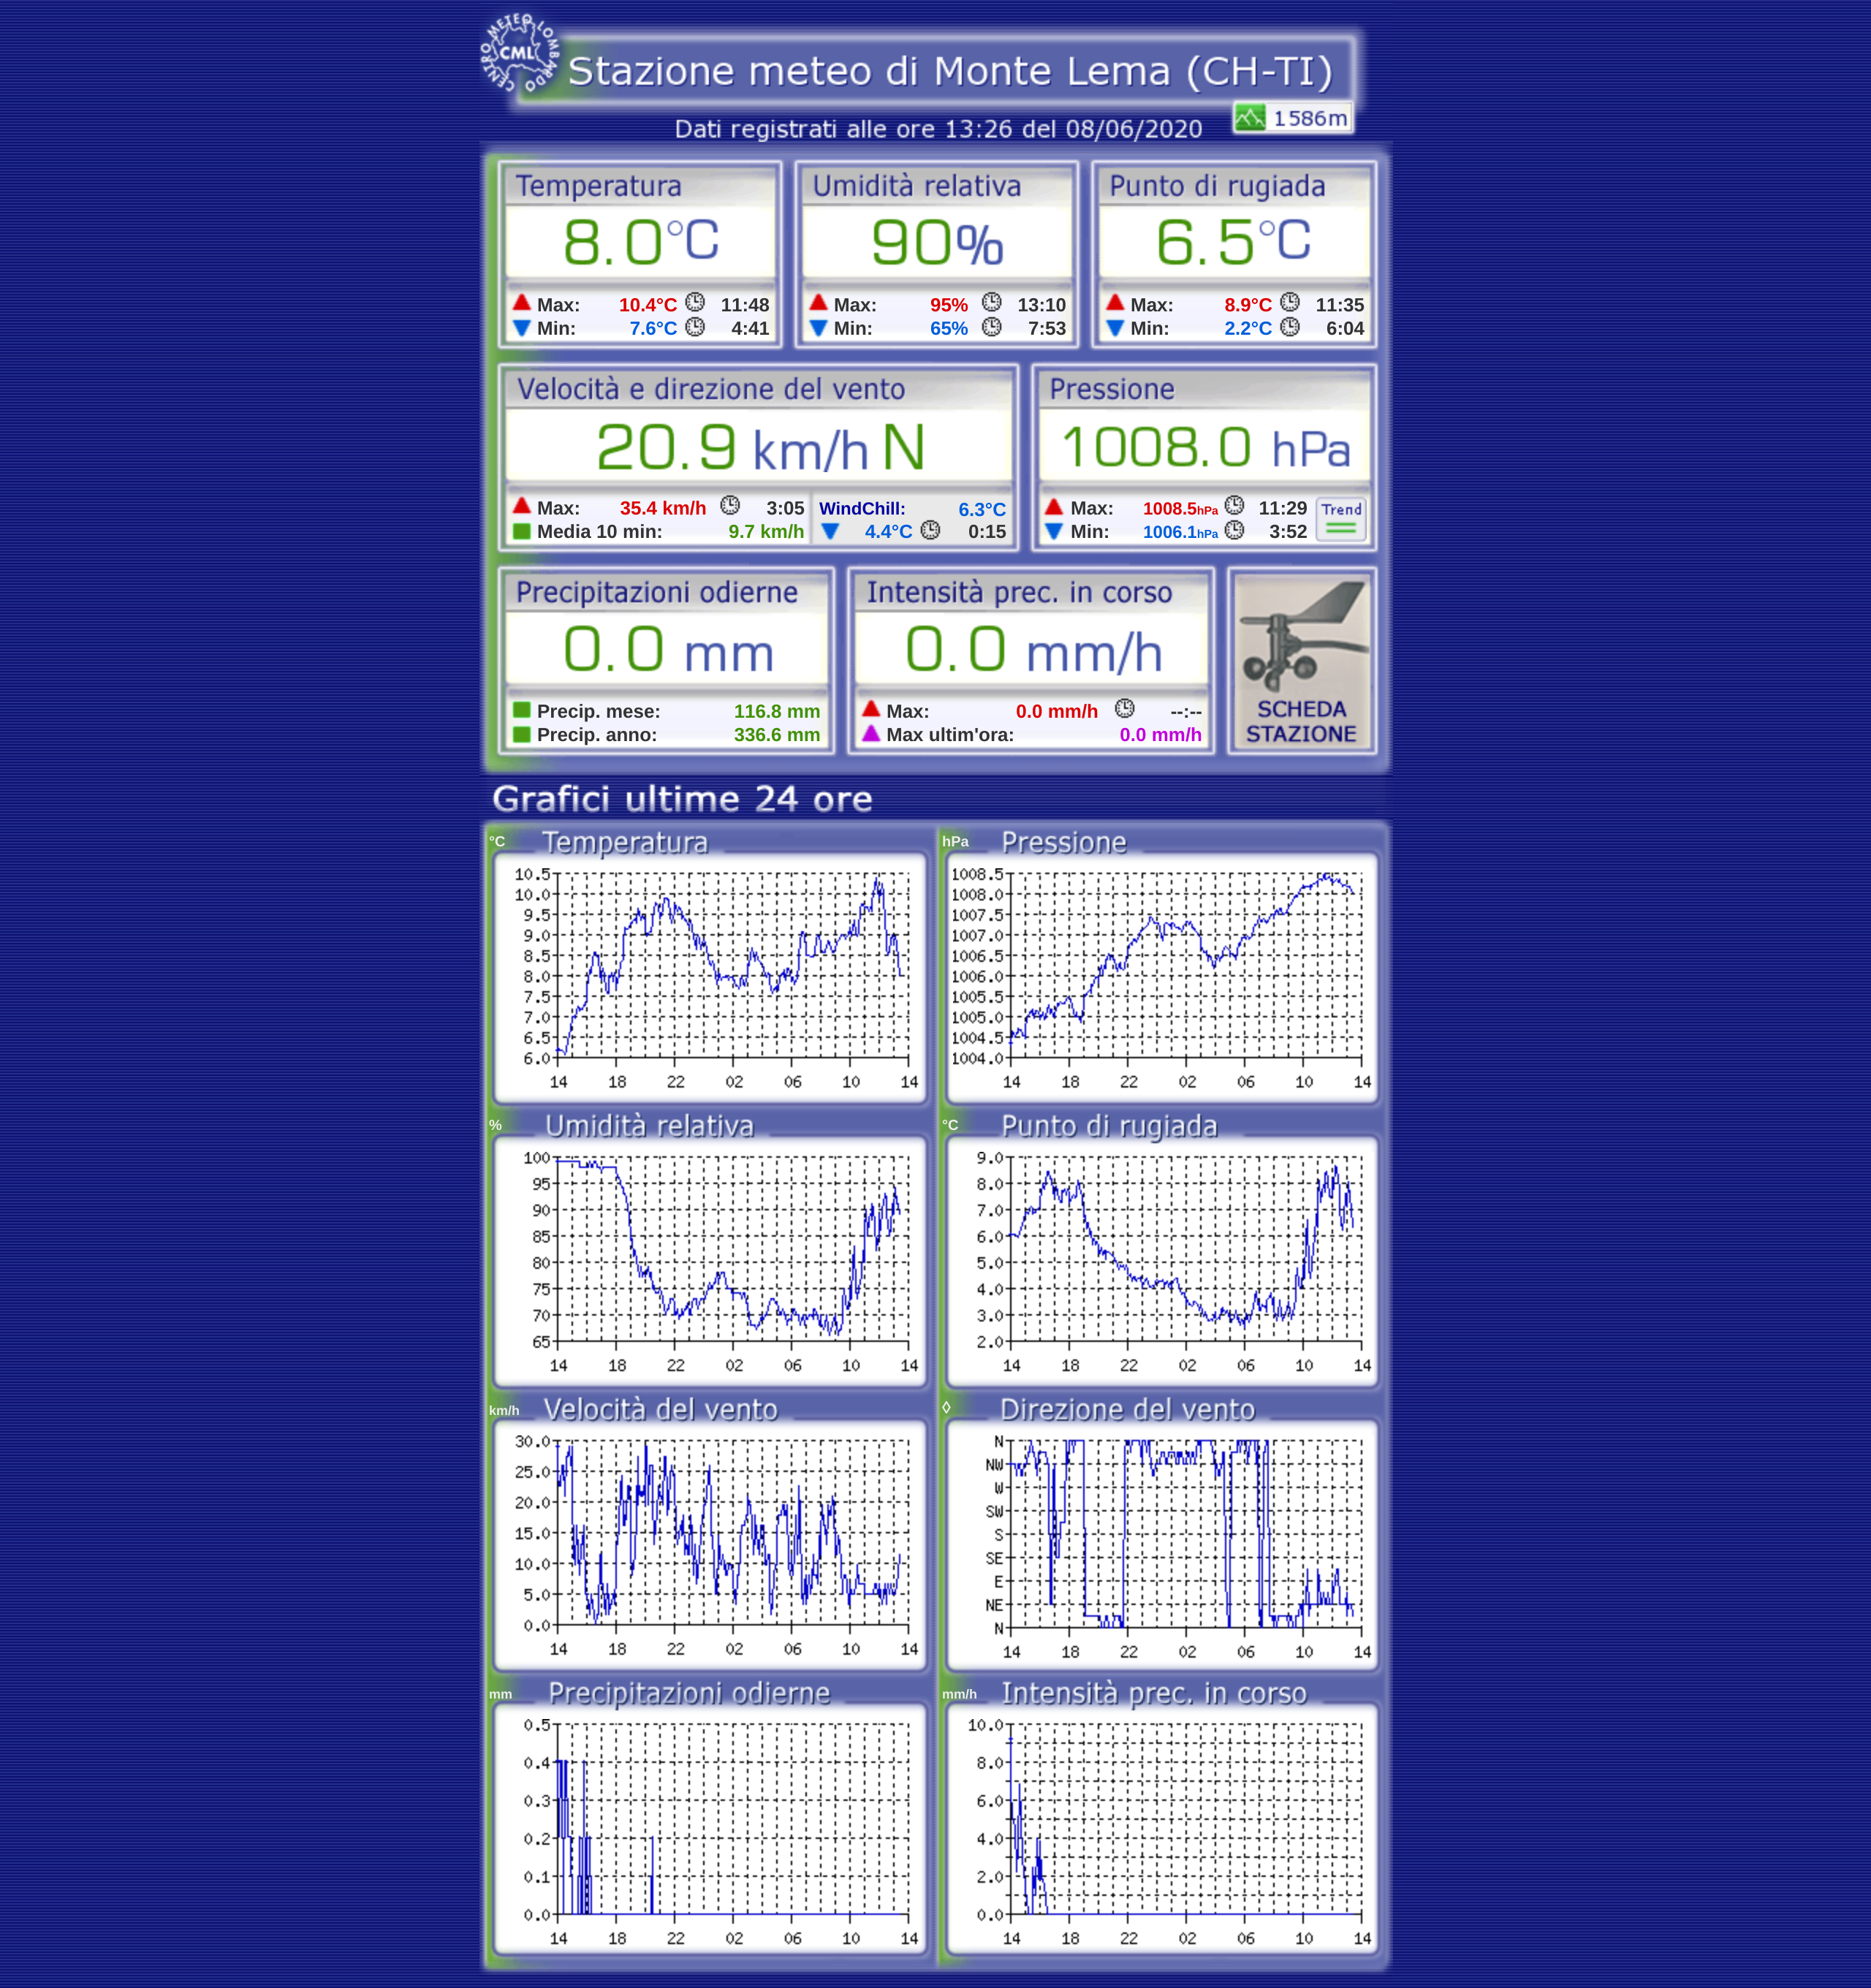 CENTRO METEO LOMBARDO
CML
Stazione meteo di Monte Lema (CH-TI)
1586m
Dati registrati alle ore 13:26 del 08/06/2020
Temperatura
8.0°C
Max: 10.4°C 11:48
Min: 7.6°C 4:41
Umidità relativa
90%
Max: 95% 13:10
Min: 65% 7:53
Punto di rugiada
6.5°C
Max: 8.9°C 11:35
Min: 2.2°C 6:04
Velocità e direzione del vento
20.9 km/h N
Max: 35.4 km/h 3:05
Media 10 min: 9.7 km/h
WindChill: 6.3°C
4.4°C 0:15
Pressione
1008.0 hPa
Max: 1008.5hPa 11:29
Min: 1006.1hPa 3:52
Trend
Precipitazioni odierne
0.0 mm
Precip. mese: 116.8 mm
Precip. anno: 336.6 mm
Intensità prec. in corso
0.0 mm/h
Max: 0.0 mm/h --:--
Max ultim'ora: 0.0 mm/h
SCHEDA
STAZIONE
Grafici ultime 24 ore
°C Temperatura
10.5
10.0
9.5
9.0
8.5
8.0
7.5
7.0
6.5
6.0
14 18 22 02 06 10 14
hPa Pressione
1008.5
1008.0
1007.5
1007.0
1006.5
1006.0
1005.5
1005.0
1004.5
1004.0
14 18 22 02 06 10 14
% Umidità relativa
100
95
90
85
80
75
70
65
14 18 22 02 06 10 14
°C Punto di rugiada
9.0
8.0
7.0
6.0
5.0
4.0
3.0
2.0
14 18 22 02 06 10 14
km/h Velocità del vento
30.0
25.0
20.0
15.0
10.0
5.0
0.0
14 18 22 02 06 10 14
◊ Direzione del vento
N
NW
W
SW
S
SE
E
NE
N
14 18 22 02 06 10 14
mm Precipitazioni odierne
0.5
0.4
0.3
0.2
0.1
0.0
14 18 22 02 06 10 14
mm/h Intensità prec. in corso
10.0
8.0
6.0
4.0
2.0
0.0
14 18 22 02 06 10 14